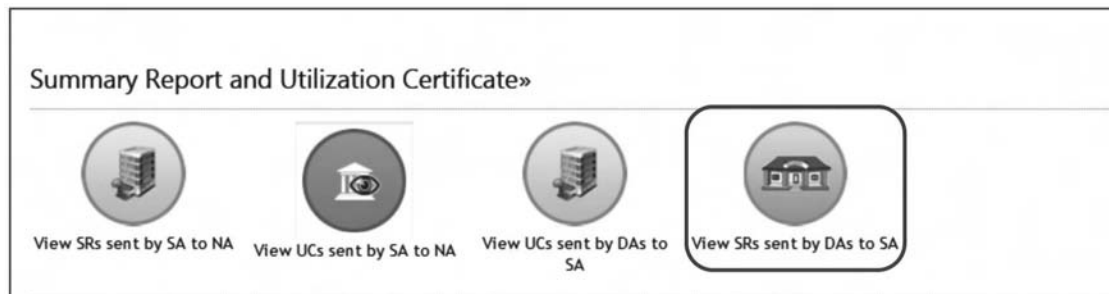 Summary Report and Utilization Certificate»
View SRs sent by SA to NA
View UCs sent by SA to NA
View UCs sent by DAs to
SA
View SRs sent by DAs to SA